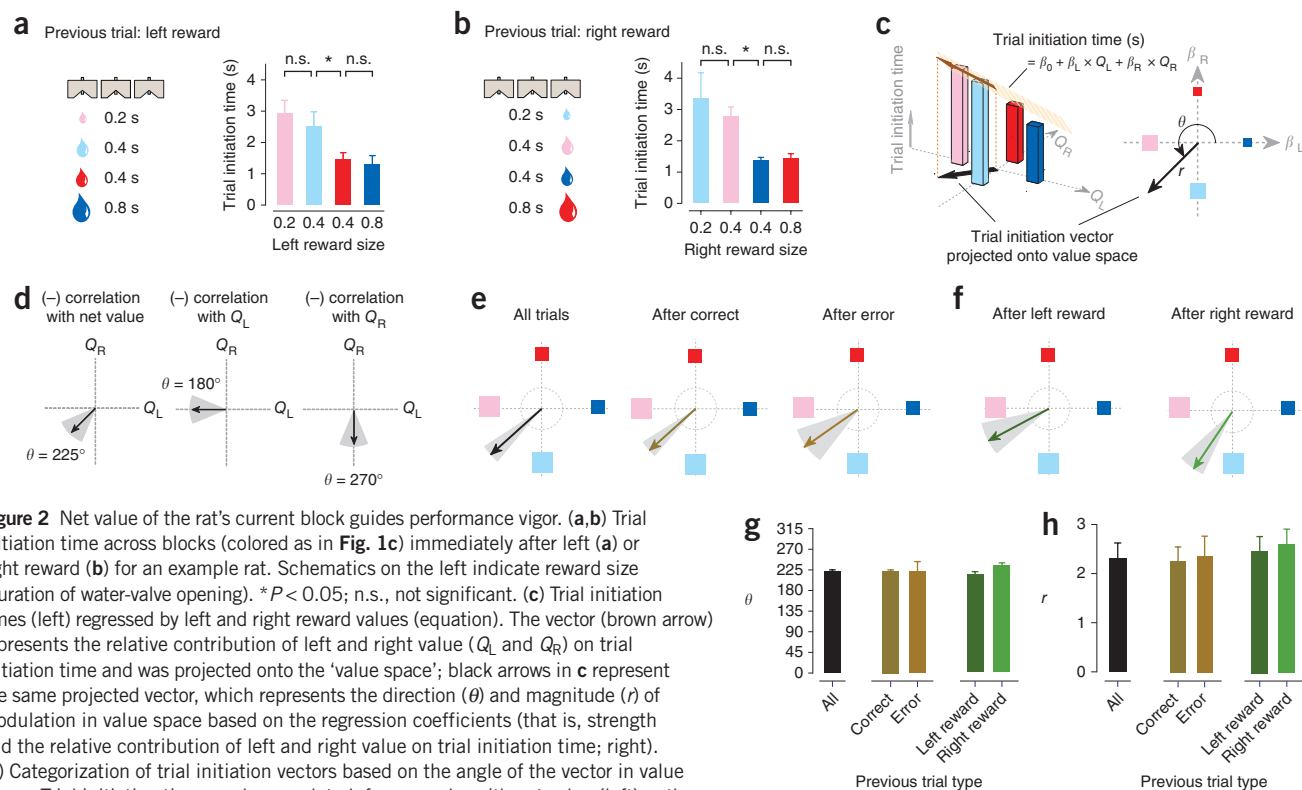 a Previous trial: left reward
0.2 s
0.4 s
0.4 s
0.8 s
Trial initiation time (s)
n.s. * n.s.
4
3
2
1
0
0.2 0.4 0.4 0.8
Left reward size
b Previous trial: right reward
0.2 s
0.4 s
0.4 s
0.8 s
Trial initiation time (s)
n.s. * n.s.
4
3
2
1
0
0.2 0.4 0.4 0.8
Right reward size
c
Trial initiation time
Trial initiation time (s)
= β0 + βL × QL + βR × QR
QR
QL
βR
θ
βL
r
Trial initiation vector
projected onto value space
d
(–) correlation
with net value
QR
QL
θ = 225°
(–) correlation
with QL
QR
θ = 180°
QL
(–) correlation
with QR
QR
QL
θ = 270°
e
All trials
After correct
After error
f
After left reward
After right reward
gure 2 Net value of the rat's current block guides performance vigor. (a,b) Trial
itiation time across blocks (colored as in Fig. 1c) immediately after left (a) or
ght reward (b) for an example rat. Schematics on the left indicate reward size
uration of water-valve opening). *P < 0.05; n.s., not significant. (c) Trial initiation
nes (left) regressed by left and right reward values (equation). The vector (brown arrow)
presents the relative contribution of left and right value (QL and QR) on trial
itiation time and was projected onto the 'value space'; black arrows in c represent
e same projected vector, which represents the direction (θ) and magnitude (r) of
odulation in value space based on the regression coefficients (that is, strength
d the relative contribution of left and right value on trial initiation time; right).
) Categorization of trial initiation vectors based on the angle of the vector in value
g
θ
315
270
225
180
135
90
45
0
All
Correct
Error
Left reward
Right reward
Previous trial type
h
r
3
2
1
0
All
Correct
Error
Left reward
Right reward
Previous trial type